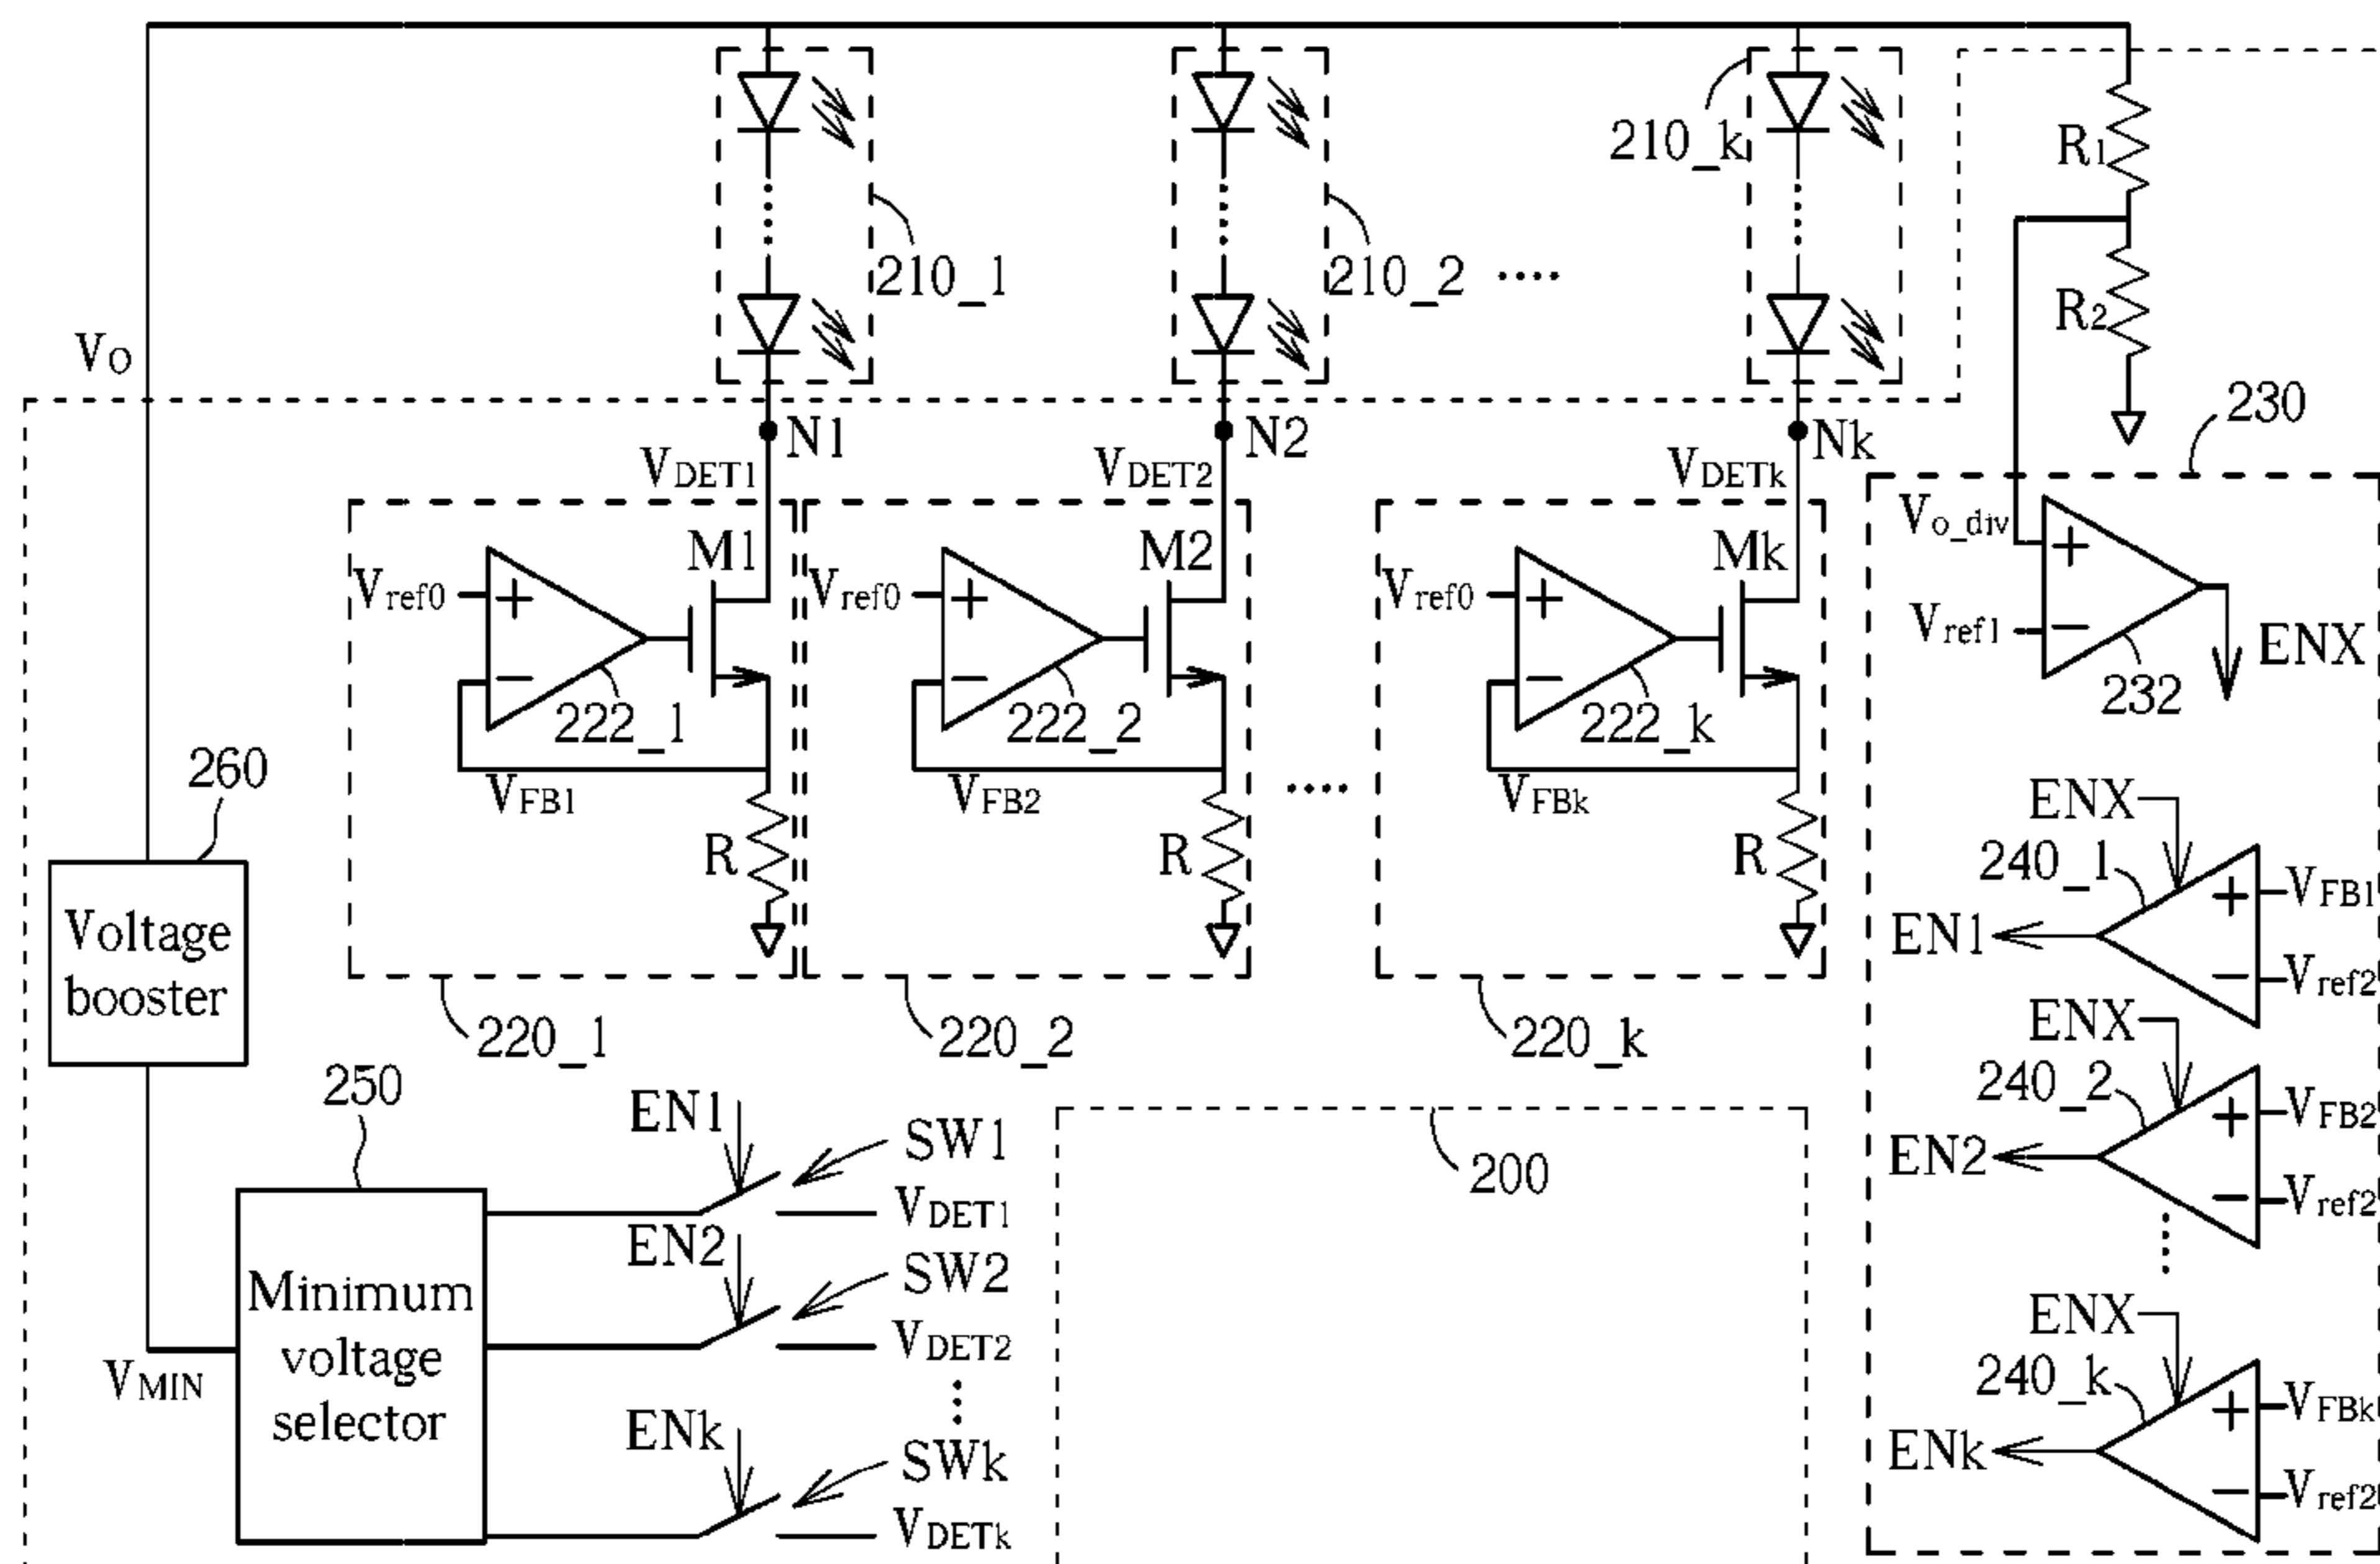 210_k
R1
210_1
210_2
R2
VO
230
N1
N2
Nk
VDET1
VDET2
VDETk
Vo_div
M1
M2
Mk
Vref0
+
Vref0
+
Vref0
+
+
Vref1
−
ENX
−
−
−
232
222_1
222_2
222_k
260
VFB1
VFB2
VFBk
ENX
R
R
R
240_1
VFB1
+
Voltage
booster
EN1
−
Vref2
220_1
220_2
220_k
ENX
250
240_2
EN1
SW1
VFB2
+
200
EN2
VDET1
−
Vref2
EN2
SW2
Minimum
voltage
selector
ENX
VDET2
VMIN
240_k
VFBk
+
ENk
SWk
ENk
−
Vref2
VDETk